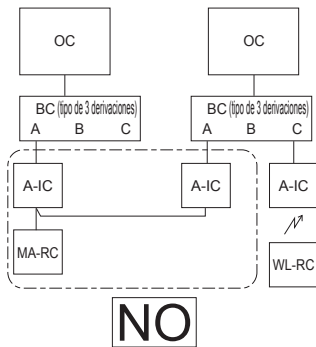 OC OC
BC (tipo de 3 derivaciones) BC (tipo de 3 derivaciones)
A B C A B C
A-IC A-IC A-IC
MA-RC WL-RC
NO